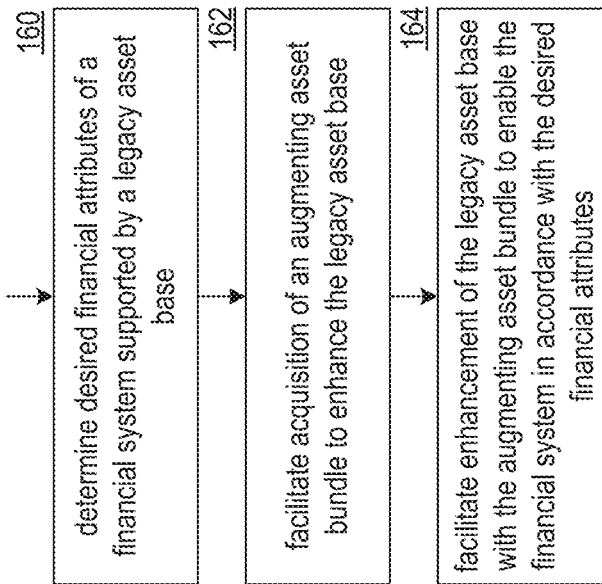 160
determine desired financial attributes of a
financial system supported by a legacy asset
base
162
facilitate acquisition of an augmenting asset
bundle to enhance the legacy asset base
164
facilitate enhancement of the legacy asset base
with the augmenting asset bundle to enable the
financial system in accordance with the desired
financial attributes